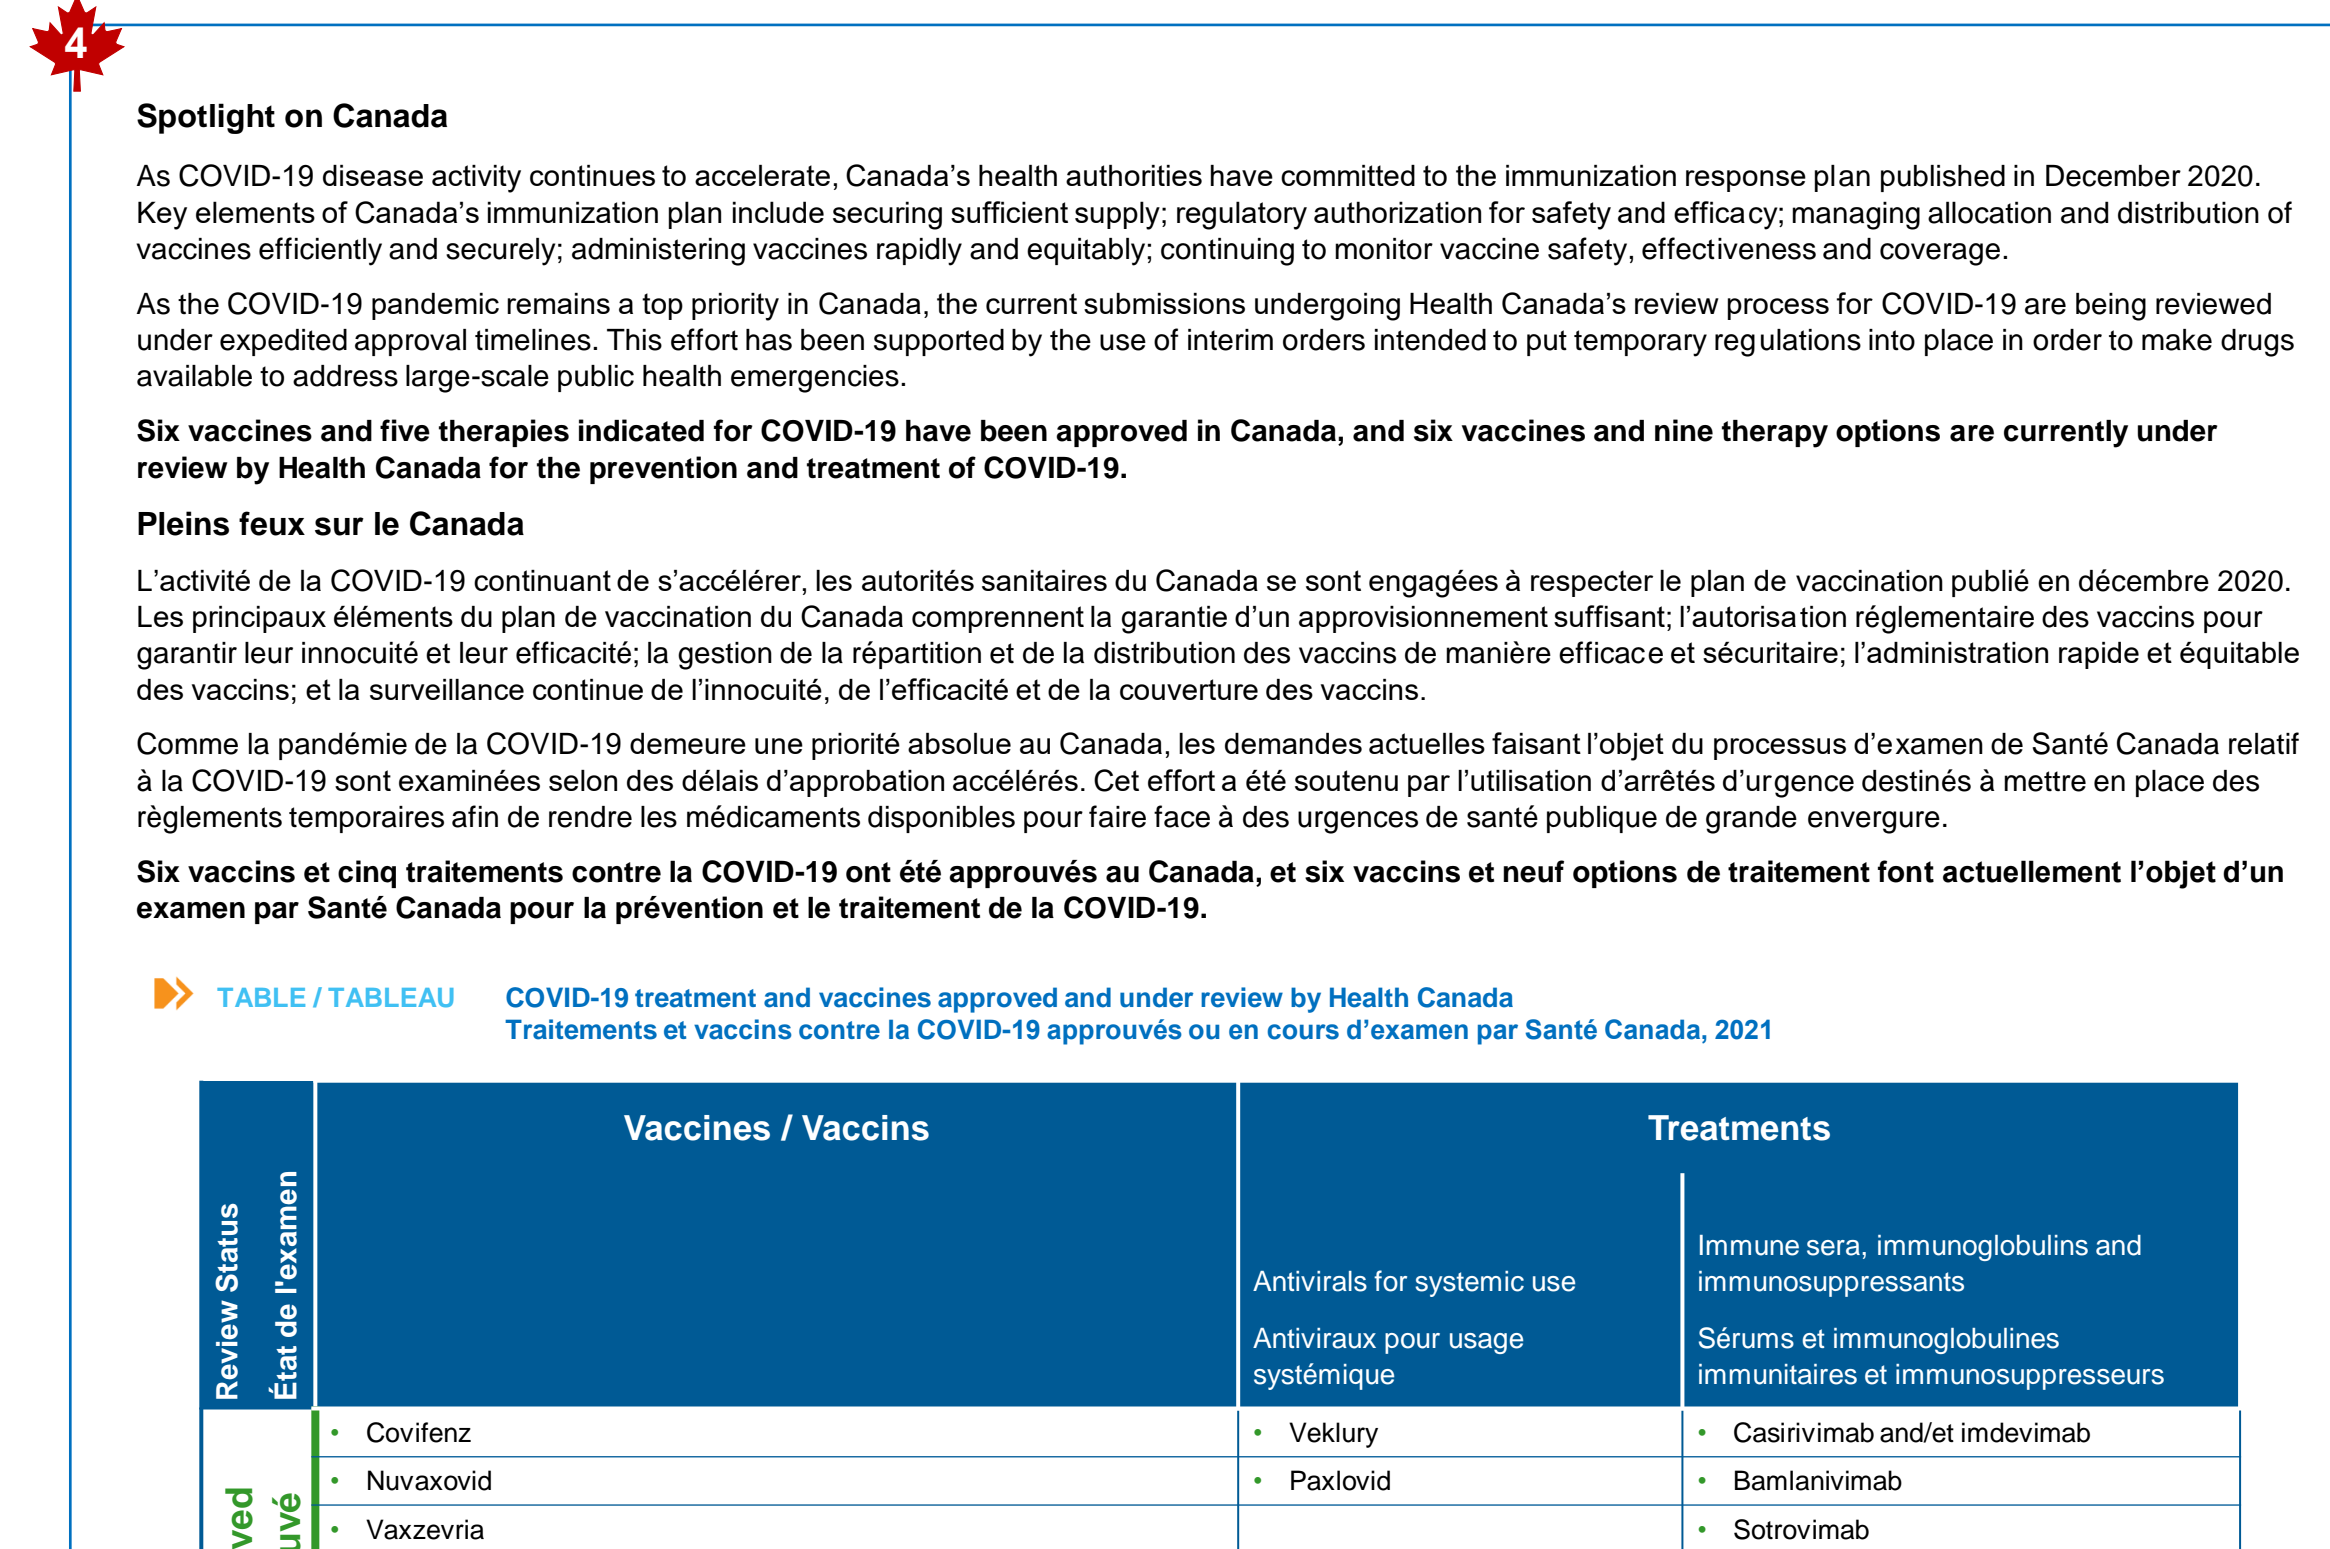 4
Spotlight on Canada
As COVID-19 disease activity continues to accelerate, Canada’s health authorities have committed to the immunization response plan published in December 2020.
Key elements of Canada’s immunization plan include securing sufficient supply; regulatory authorization for safety and efficacy; managing allocation and distribution of
vaccines efficiently and securely; administering vaccines rapidly and equitably; continuing to monitor vaccine safety, effectiveness and coverage.
As the COVID-19 pandemic remains a top priority in Canada, the current submissions undergoing Health Canada’s review process for COVID-19 are being reviewed
under expedited approval timelines. This effort has been supported by the use of interim orders intended to put temporary regulations into place in order to make drugs
available to address large-scale public health emergencies.
Six vaccines and five therapies indicated for COVID-19 have been approved in Canada, and six vaccines and nine therapy options are currently under
review by Health Canada for the prevention and treatment of COVID-19.
Pleins feux sur le Canada
L’activité de la COVID-19 continuant de s’accélérer, les autorités sanitaires du Canada se sont engagées à respecter le plan de vaccination publié en décembre 2020.
Les principaux éléments du plan de vaccination du Canada comprennent la garantie d’un approvisionnement suffisant; l’autorisation réglementaire des vaccins pour
garantir leur innocuité et leur efficacité; la gestion de la répartition et de la distribution des vaccins de manière efficace et sécuritaire; l’administration rapide et équitable
des vaccins; et la surveillance continue de l’innocuité, de l’efficacité et de la couverture des vaccins.
Comme la pandémie de la COVID-19 demeure une priorité absolue au Canada, les demandes actuelles faisant l’objet du processus d’examen de Santé Canada relatif
à la COVID-19 sont examinées selon des délais d’approbation accélérés. Cet effort a été soutenu par l’utilisation d’arrêtés d’urgence destinés à mettre en place des
règlements temporaires afin de rendre les médicaments disponibles pour faire face à des urgences de santé publique de grande envergure.
Six vaccins et cinq traitements contre la COVID-19 ont été approuvés au Canada, et six vaccins et neuf options de traitement font actuellement l’objet d’un
examen par Santé Canada pour la prévention et le traitement de la COVID-19.
TABLE / TABLEAU COVID-19 treatment and vaccines approved and under review by Health Canada
Traitements et vaccins contre la COVID-19 approuvés ou en cours d’examen par Santé Canada, 2021
Review Status
État de l'examen
Vaccines / Vaccins
Treatments
Antivirals for systemic use
Antiviraux pour usage
systémique
Immune sera, immunoglobulins and
immunosuppressants
Sérums et immunoglobulines
immunitaires et immunosuppresseurs
• Covifenz • Veklury • Casirivimab and/et imdevimab
• Nuvaxovid • Paxlovid • Bamlanivimab
• Vaxzevria • Sotrovimab